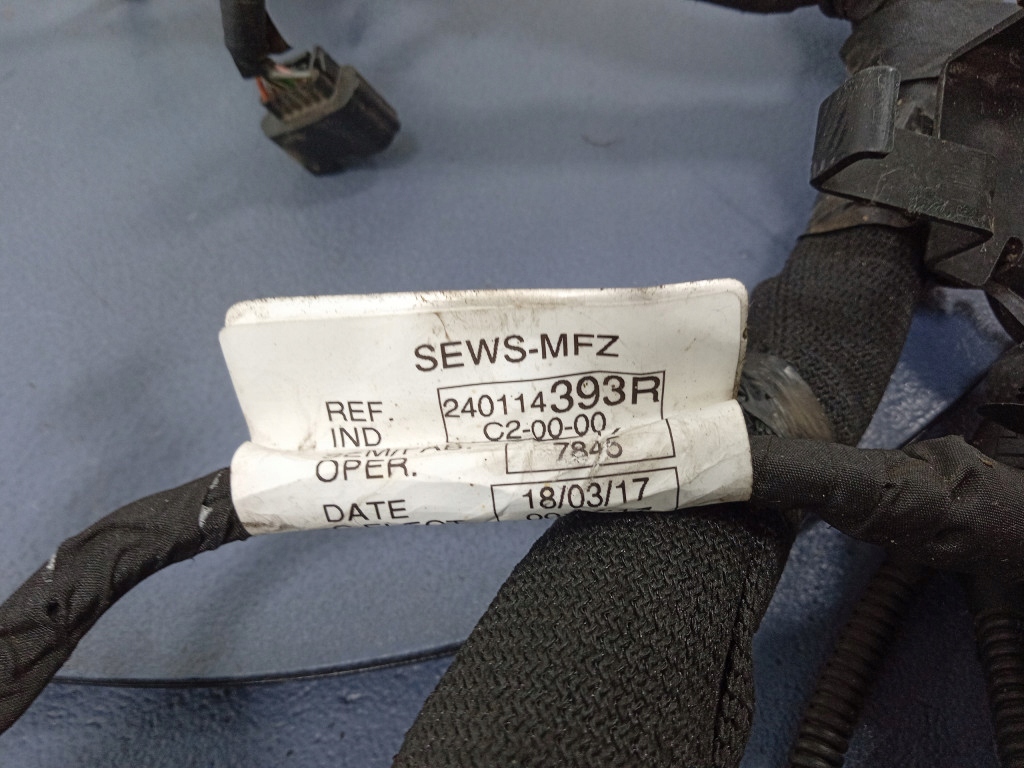 SEWS-MFZ
REF. 240114393R
IND C2-00-00
7845
OPER.
DATE 18/03/17